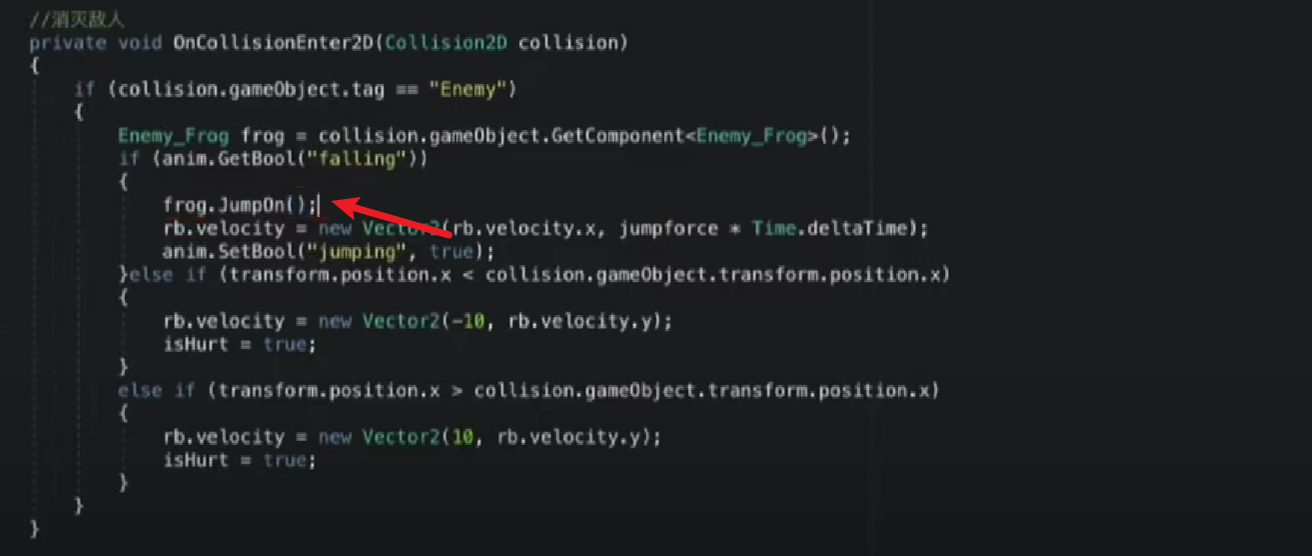 //消灭敌人
private void OnCollisionEnter2D(Collision2D collision)
{
if (collision.gameObject.tag == "Enemy")
{
Enemy_Frog frog = collision.gameObject.GetComponent<Enemy_Frog>();
if (anim.GetBool("falling"))
{
frog.JumpOn();
rb.velocity = new Vector2(rb.velocity.x, jumpforce * Time.deltaTime);
anim.SetBool("jumping", true);
}else if (transform.position.x < collision.gameObject.transform.position.x)
{
rb.velocity = new Vector2(-10, rb.velocity.y);
isHurt = true;
}
else if (transform.position.x > collision.gameObject.transform.position.x)
{
rb.velocity = new Vector2(10, rb.velocity.y);
isHurt = true;
}
}
}